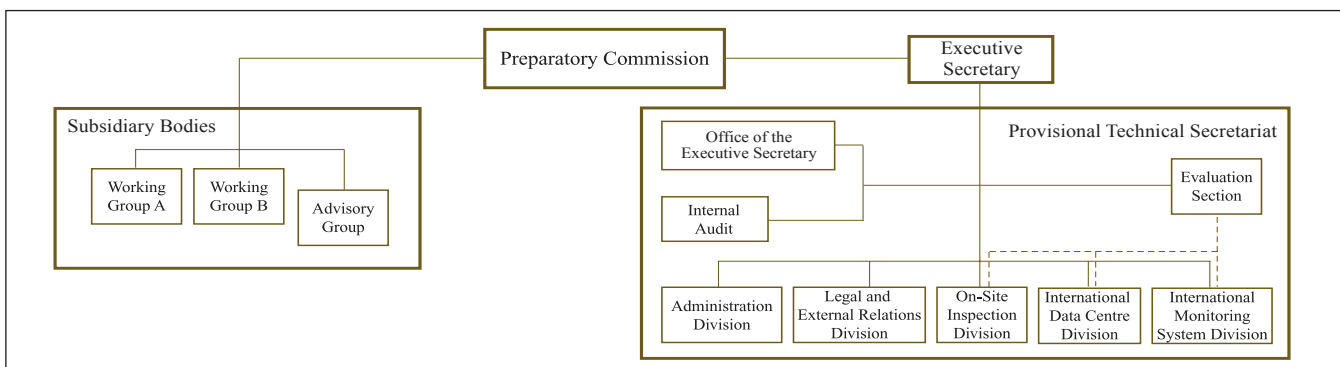 Preparatory Commission
Executive
Secretary
Subsidiary Bodies
Working
Group A
Working
Group B
Advisory
Group
Provisional Technical Secretariat
Office of the
Executive Secretary
Internal
Audit
Evaluation
Section
Administration
Division
Legal and
External Relations
Division
On-Site
Inspection
Division
International
Data Centre
Division
International
Monitoring
System Division